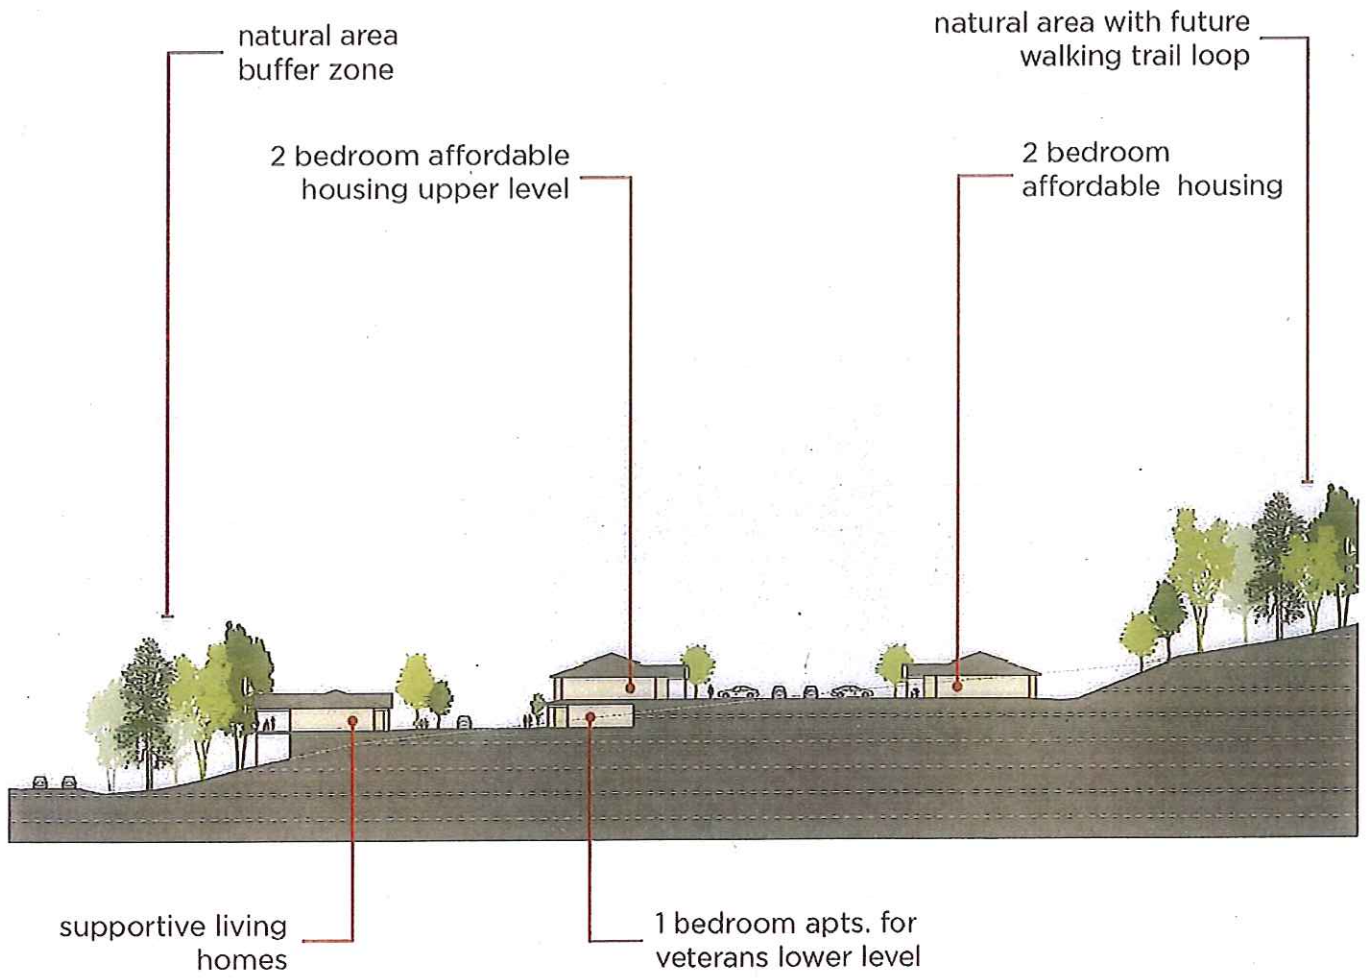 natural area
buffer zone
natural area with future
walking trail loop
2 bedroom affordable
housing upper level
2 bedroom
affordable housing
supportive living
homes
1 bedroom apts. for
veterans lower level